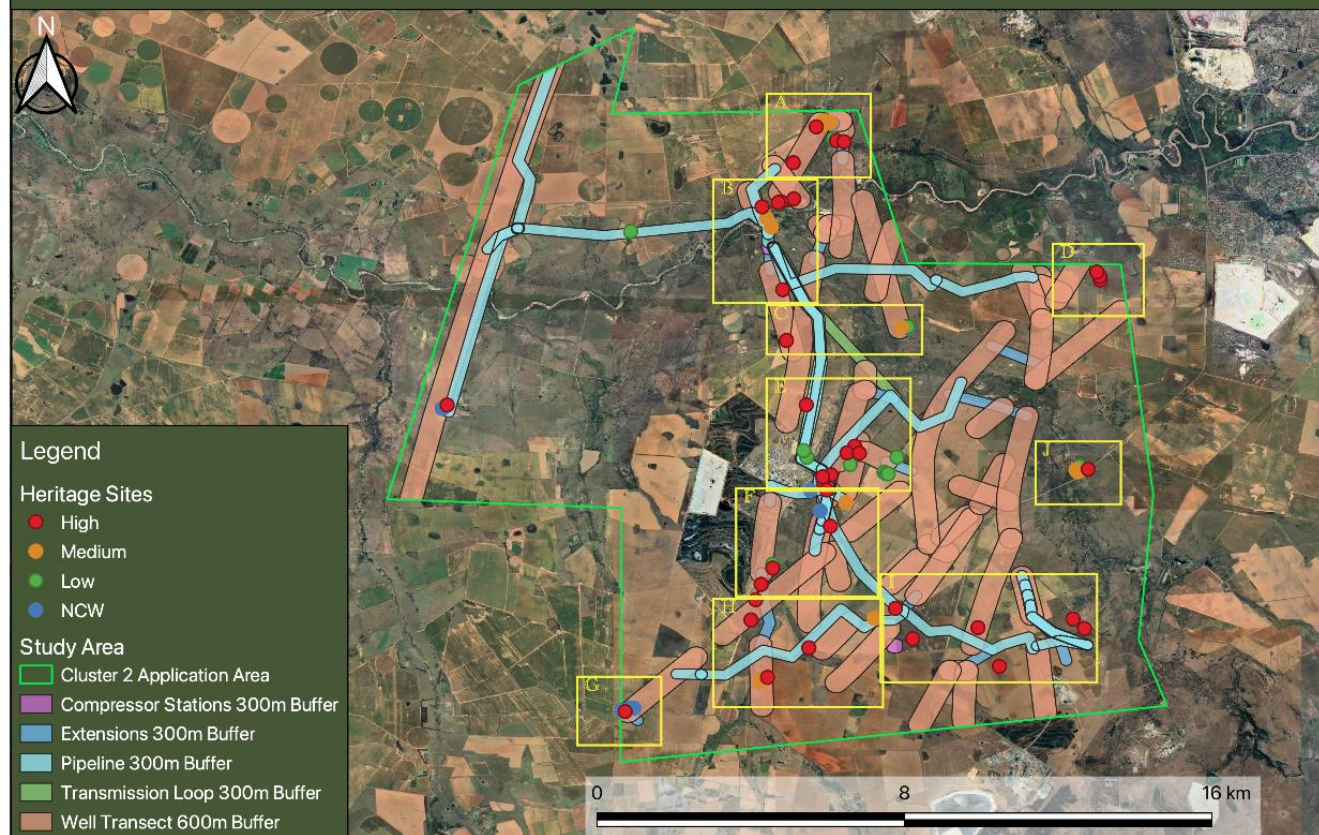 N
A
B
D
C
E
J
F
I
H
G
Legend
Heritage Sites
High
Medium
Low
NCW
Study Area
Cluster 2 Application Area
Compressor Stations 300m Buffer
Extensions 300m Buffer
Pipeline 300m Buffer
Transmission Loop 300m Buffer
Well Transect 600m Buffer
0 8 16 km